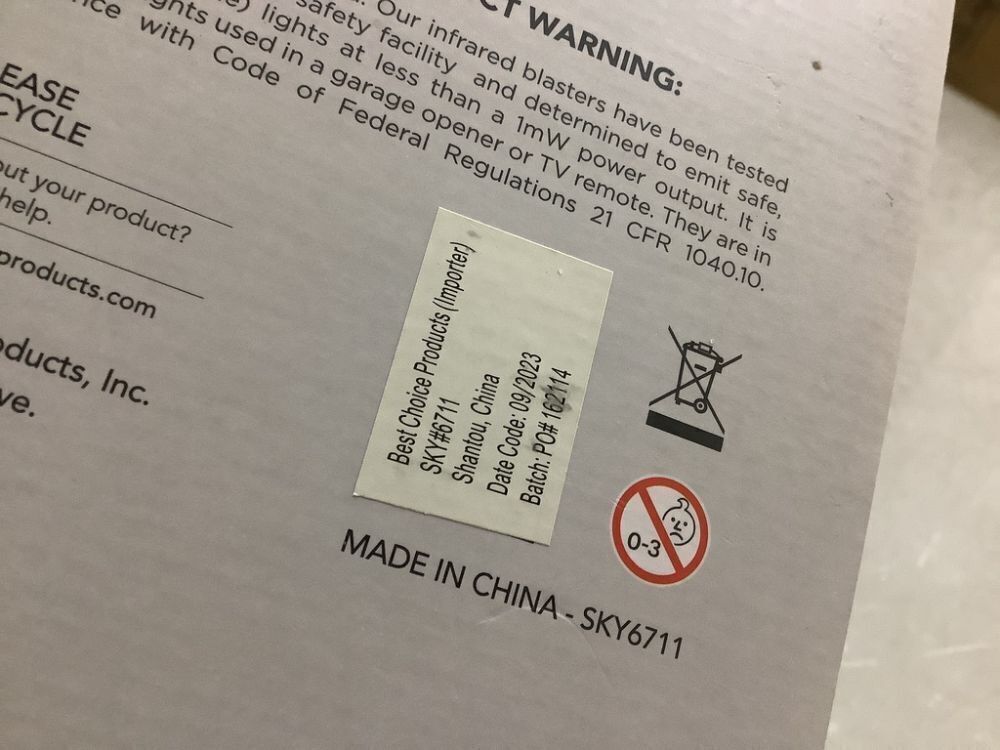 CT WARNING:
Our infrared blasters have been tested
safety facility and determined to emit safe,
lights at less than a 1mW power output. It is
used in a garage opener or TV remote. They are in
with Code of Federal Regulations 21 CFR 1040.10.
EASE
CYCLE
out your product?
help.
products.com
oducts, Inc.
ve.
Best Choice Products (Importer)
SKY#6711
Shantou, China
Date Code: 09/2023
Batch: PO# 162114
0-3
MADE IN CHINA - SKY6711